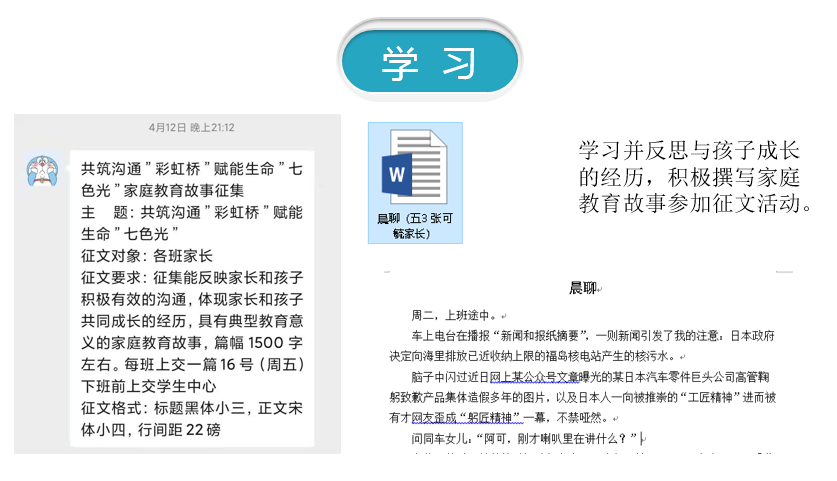 学 习
4月12日 晚上21:12
共筑沟通”彩虹桥”赋能生命”七
色光”家庭教育故事征集
主 题:共筑沟通”彩虹桥”赋能
生命”七色光”
征文对象:各班家长
征文要求:征集能反映家长和孩子
积极有效的沟通,体现家长和孩子
共同成长的经历,具有典型教育意
义的家庭教育故事,篇幅 1500 字
左右。每班上交一篇 16 号(周五)
下班前上交学生中心
征文格式:标题黑体小三,正文宋
体小四,行间距 22 磅
W
晨聊(五3 张可
毓家长)
学习并反思与孩子成长
的经历,积极撰写家庭
教育故事参加征文活动。
晨聊
周二,上班途中。
车上电台在播报“新闻和报纸摘要”,一则新闻引发了我的注意:日本政府
决定向海里排放已近收纳上限的福岛核电站产生的核污水。
脑子中闪过近日网上某公众号文章曝光的某日本汽车零件巨头公司高管鞠
躬致歉产品集体造假多年的图片,以及日本人一向被推崇的“工匠精神”进而被
有才网友歪成“躬匠精神”一幕,不禁哑然。
问同车女儿:“阿可,刚才喇叭里在讲什么?”